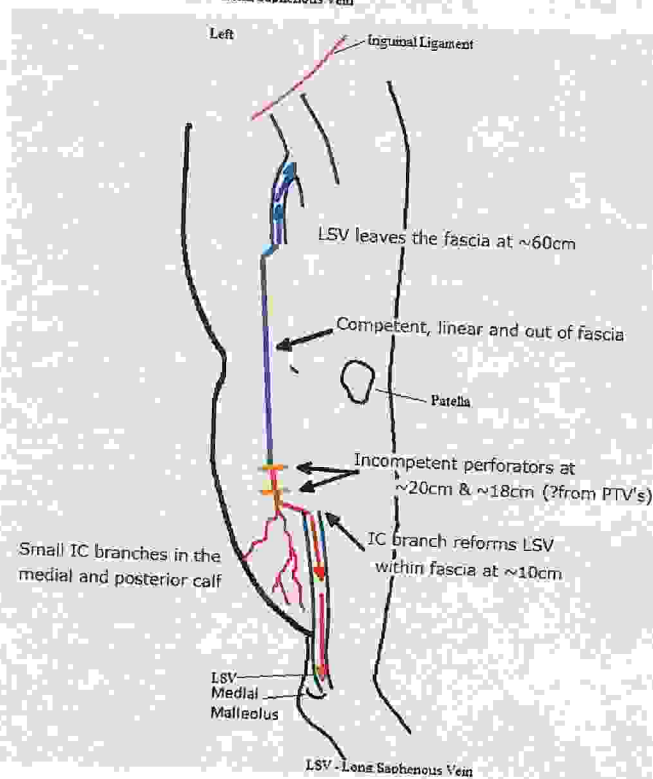 Left
Inguinal Ligament
LSV leaves the fascia at ~60cm
Competent, linear and out of fascia
Patella
Incompetent perforators at
~20cm & ~18cm (?from PTV's)
IC branch reforms LSV
within fascia at ~10cm
Small IC branches in the
medial and posterior calf
LSV
Medial
Malleolus
LSV - Long Saphenous Vein